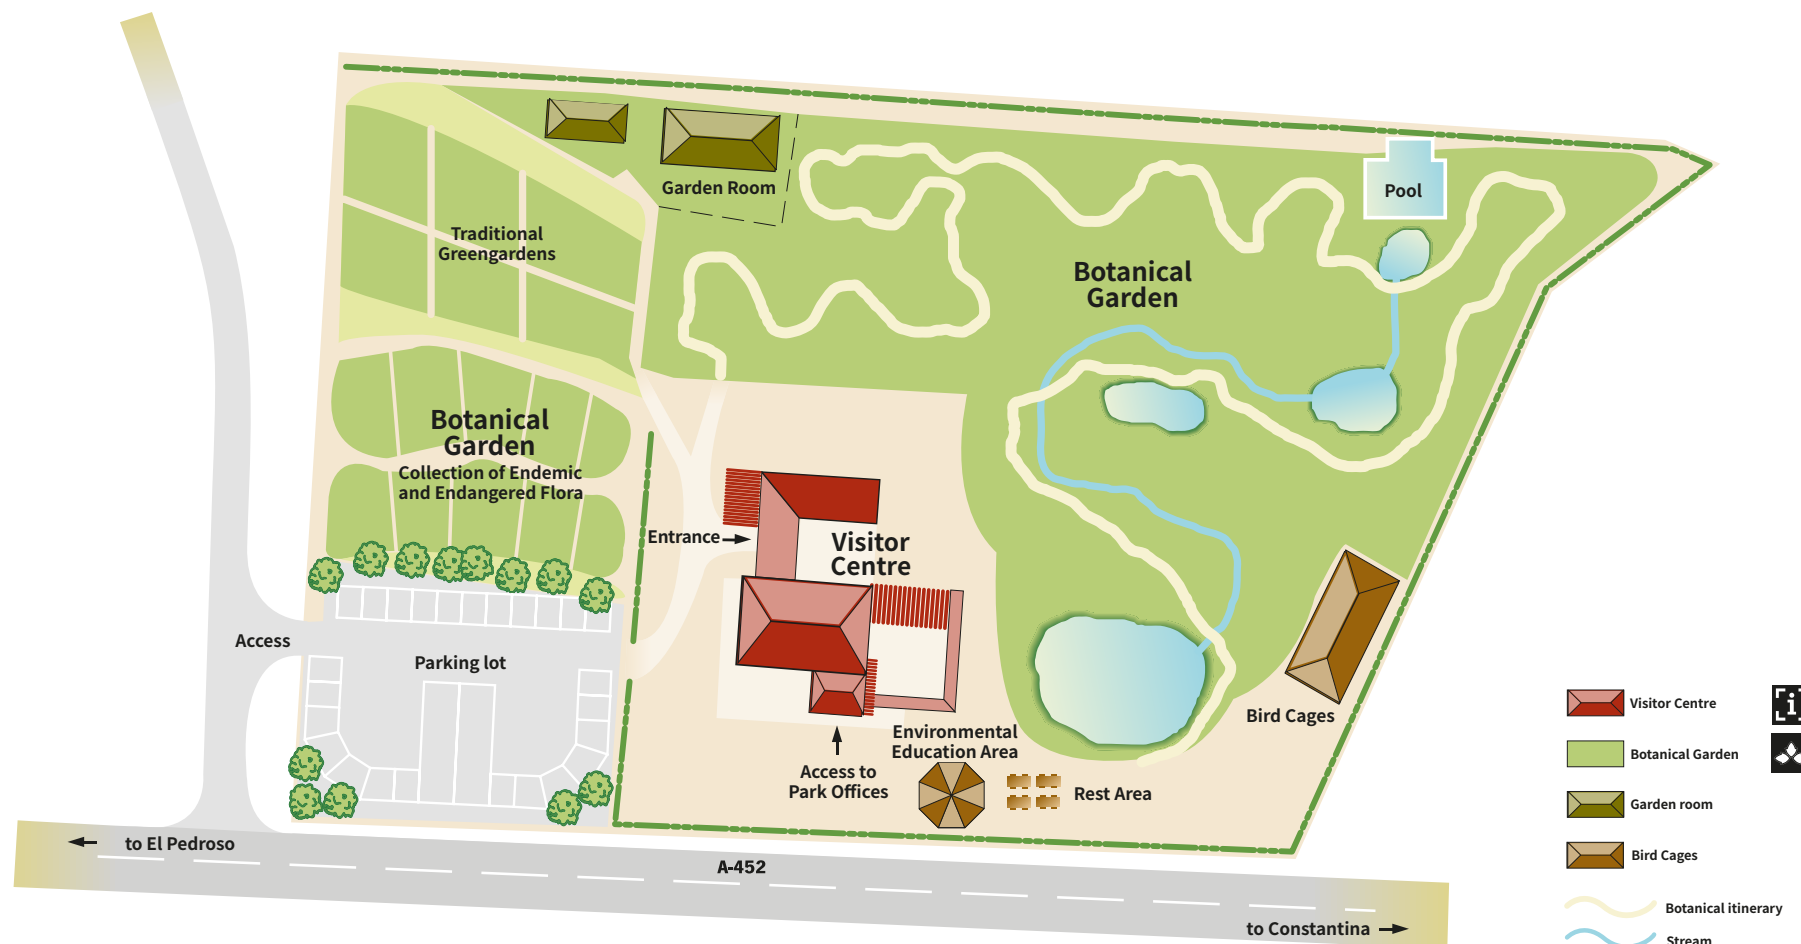 Garden Room
Pool
Traditional
Greengardens
Botanical
Garden
Botanical
Garden
Collection of Endemic
and Endangered Flora
Entrance
Visitor
Centre
Access
Parking lot
Bird Cages
Environmental
Education Area
Access to
Park Offices
Rest Area
to El Pedroso
A-452
to Constantina
Visitor Centre
i
Botanical Garden
Garden room
Bird Cages
Botanical itinerary
Stream